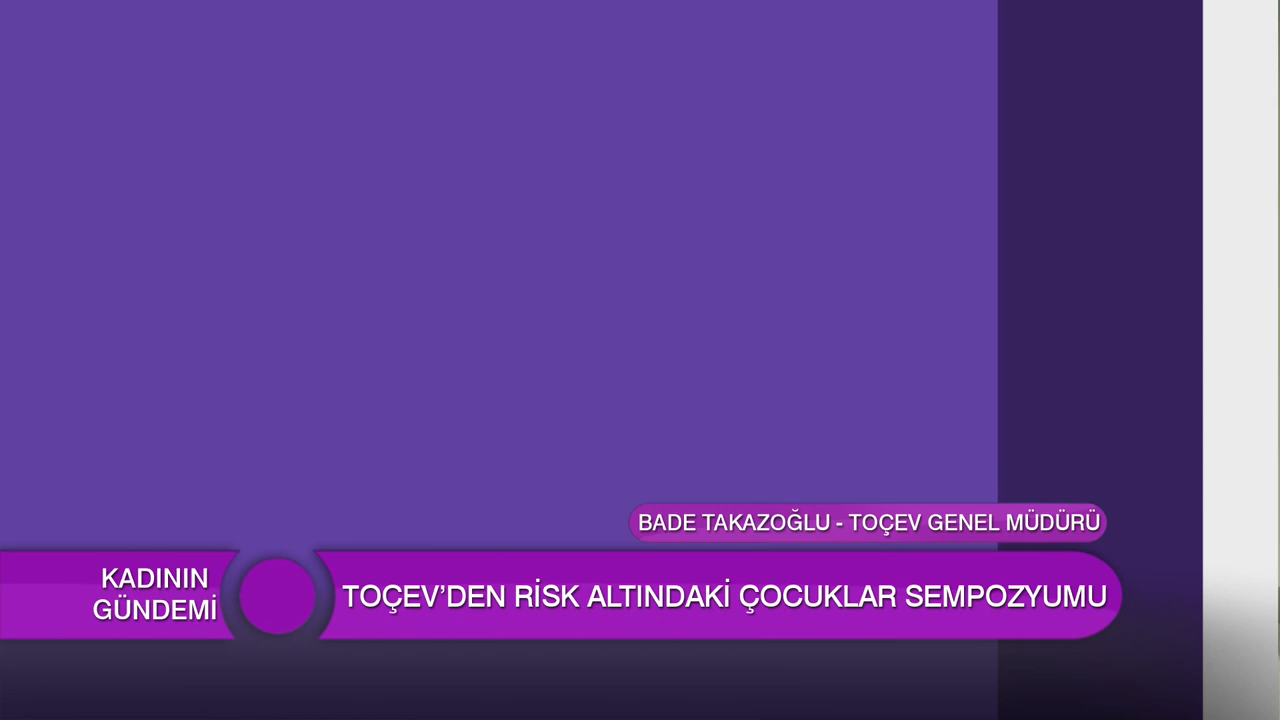 BADE TAKAZOĞLU - TOÇEV GENEL MÜDÜRÜ
KADININ
GÜNDEMİ
TOÇEV’DEN RİSK ALTINDAKİ ÇOCUKLAR SEMPOZYUMU